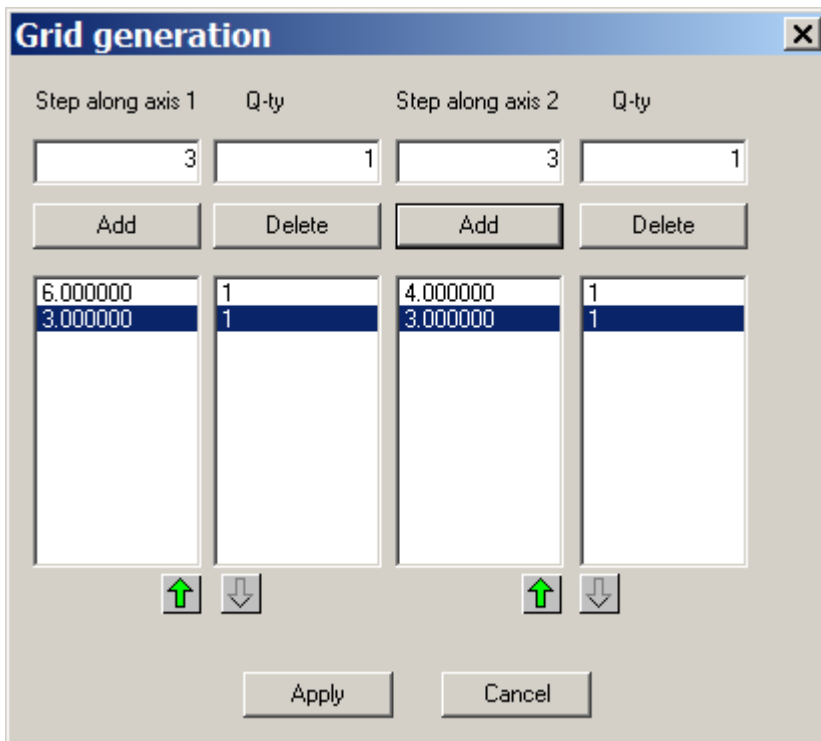 Grid generation
Step along axis 1 Q-ty Step along axis 2 Q-ty
3 1 3 1
Add Delete Add Delete
6.000000 1 4.000000 1
3.000000 1 3.000000 1
Apply Cancel